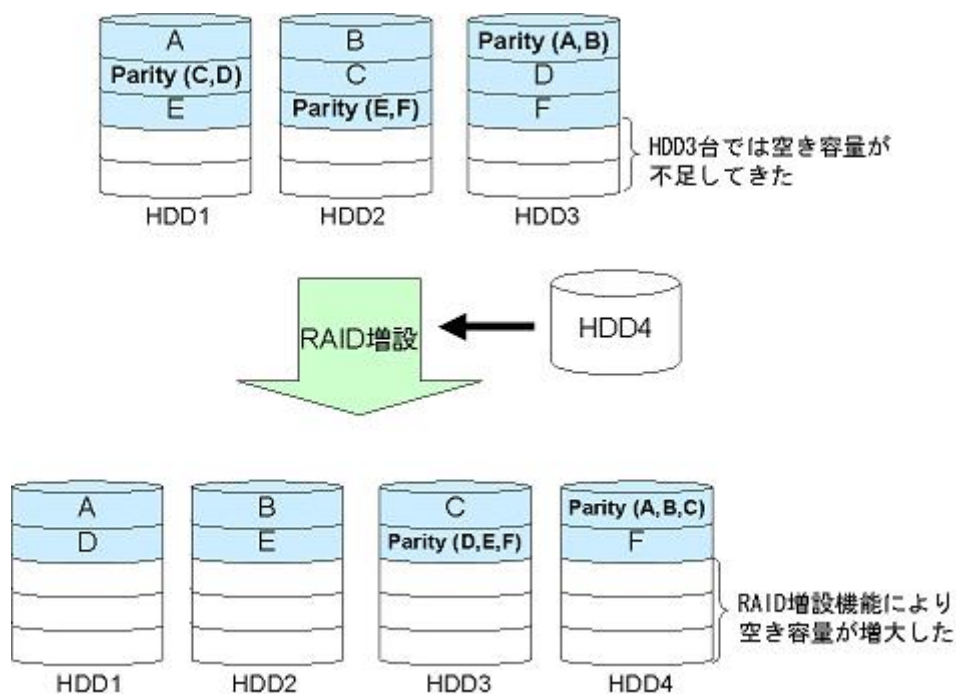 A
B
Parity (A,B)
Parity (C,D)
C
D
E
Parity (E,F)
F
HDD3台では空き容量が
不足してきた
HDD1
HDD2
HDD3
RAID増設
HDD4
A
B
C
Parity (A,B,C)
D
E
Parity (D,E,F)
F
RAID増設機能により
空き容量が増大した
HDD1
HDD2
HDD3
HDD4